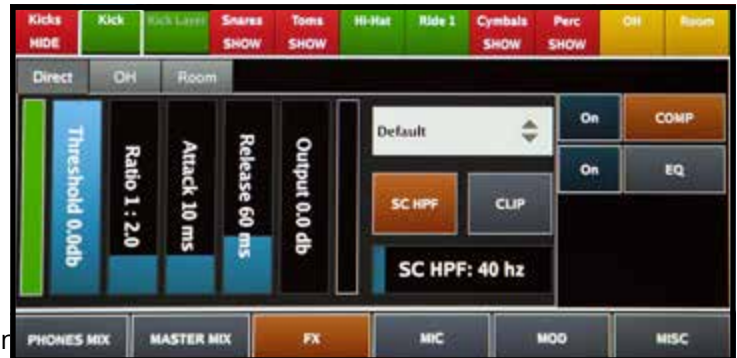 Kicks Kick Kick Layer Snares Toms Hi-Hat Ride 1 Cymbals Perc OH Room
HIDE SHOW SHOW SHOW SHOW
Direct OH Room
Threshold 0.0db
Ratio 1 : 2.0
Attack 10 ms
Release 60 ms
Output 0.0 db
Default
On COMP
On EQ
SC HPF CLIP
SC HPF: 40 hz
PHONES MIX MASTER MIX FX MIC MOD MISC